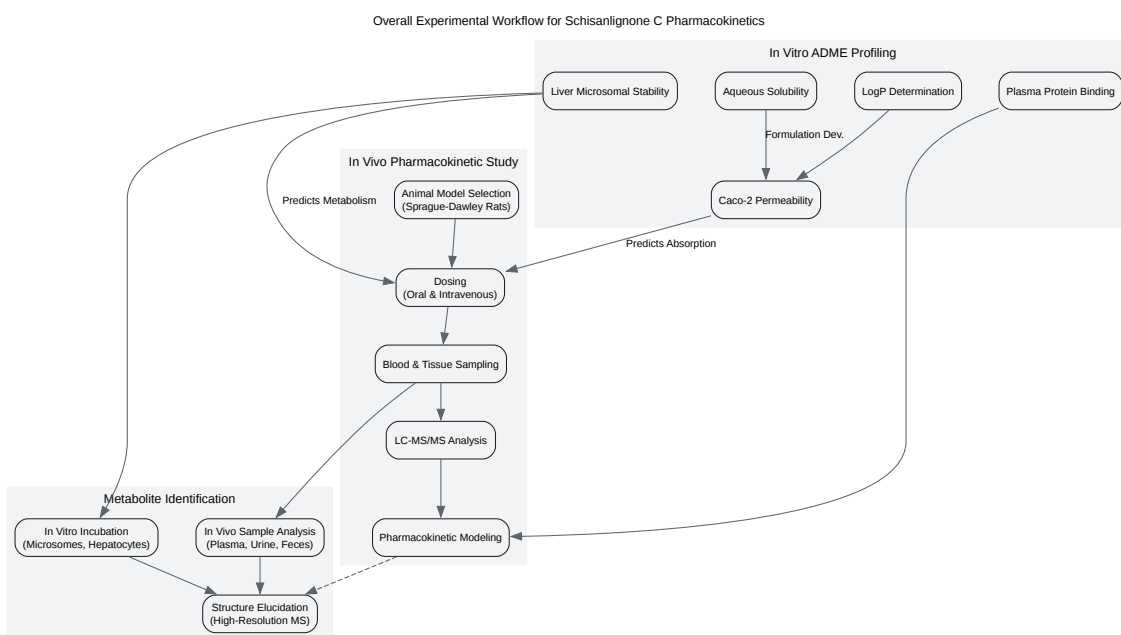 Overall Experimental Workflow for Schisanlignone C Pharmacokinetics
In Vitro ADME Profiling
Liver Microsomal Stability
Aqueous Solubility
LogP Determination
Plasma Protein Binding
Formulation Dev.
In Vivo Pharmacokinetic Study
Animal Model Selection
(Sprague-Dawley Rats)
Predicts Metabolism
Caco-2 Permeability
Predicts Absorption
Dosing
(Oral & Intravenous)
Blood & Tissue Sampling
LC-MS/MS Analysis
Metabolite Identification
In Vitro Incubation
(Microsomes, Hepatocytes)
In Vivo Sample Analysis
(Plasma, Urine, Feces)
Pharmacokinetic Modeling
Structure Elucidation
(High-Resolution MS)